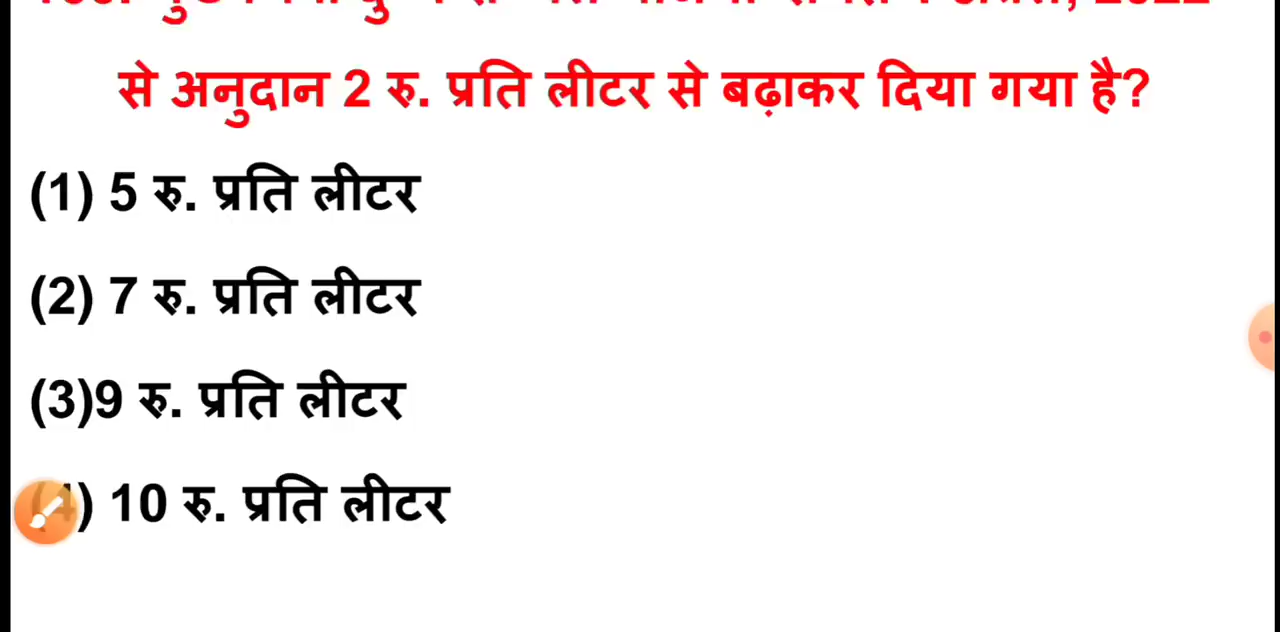 से अनुदान 2 रु. प्रति लीटर से बढ़ाकर दिया गया है?
(1) 5 रु. प्रति लीटर
(2) 7 रु. प्रति लीटर
(3)9 रु. प्रति लीटर
(4) 10 रु. प्रति लीटर